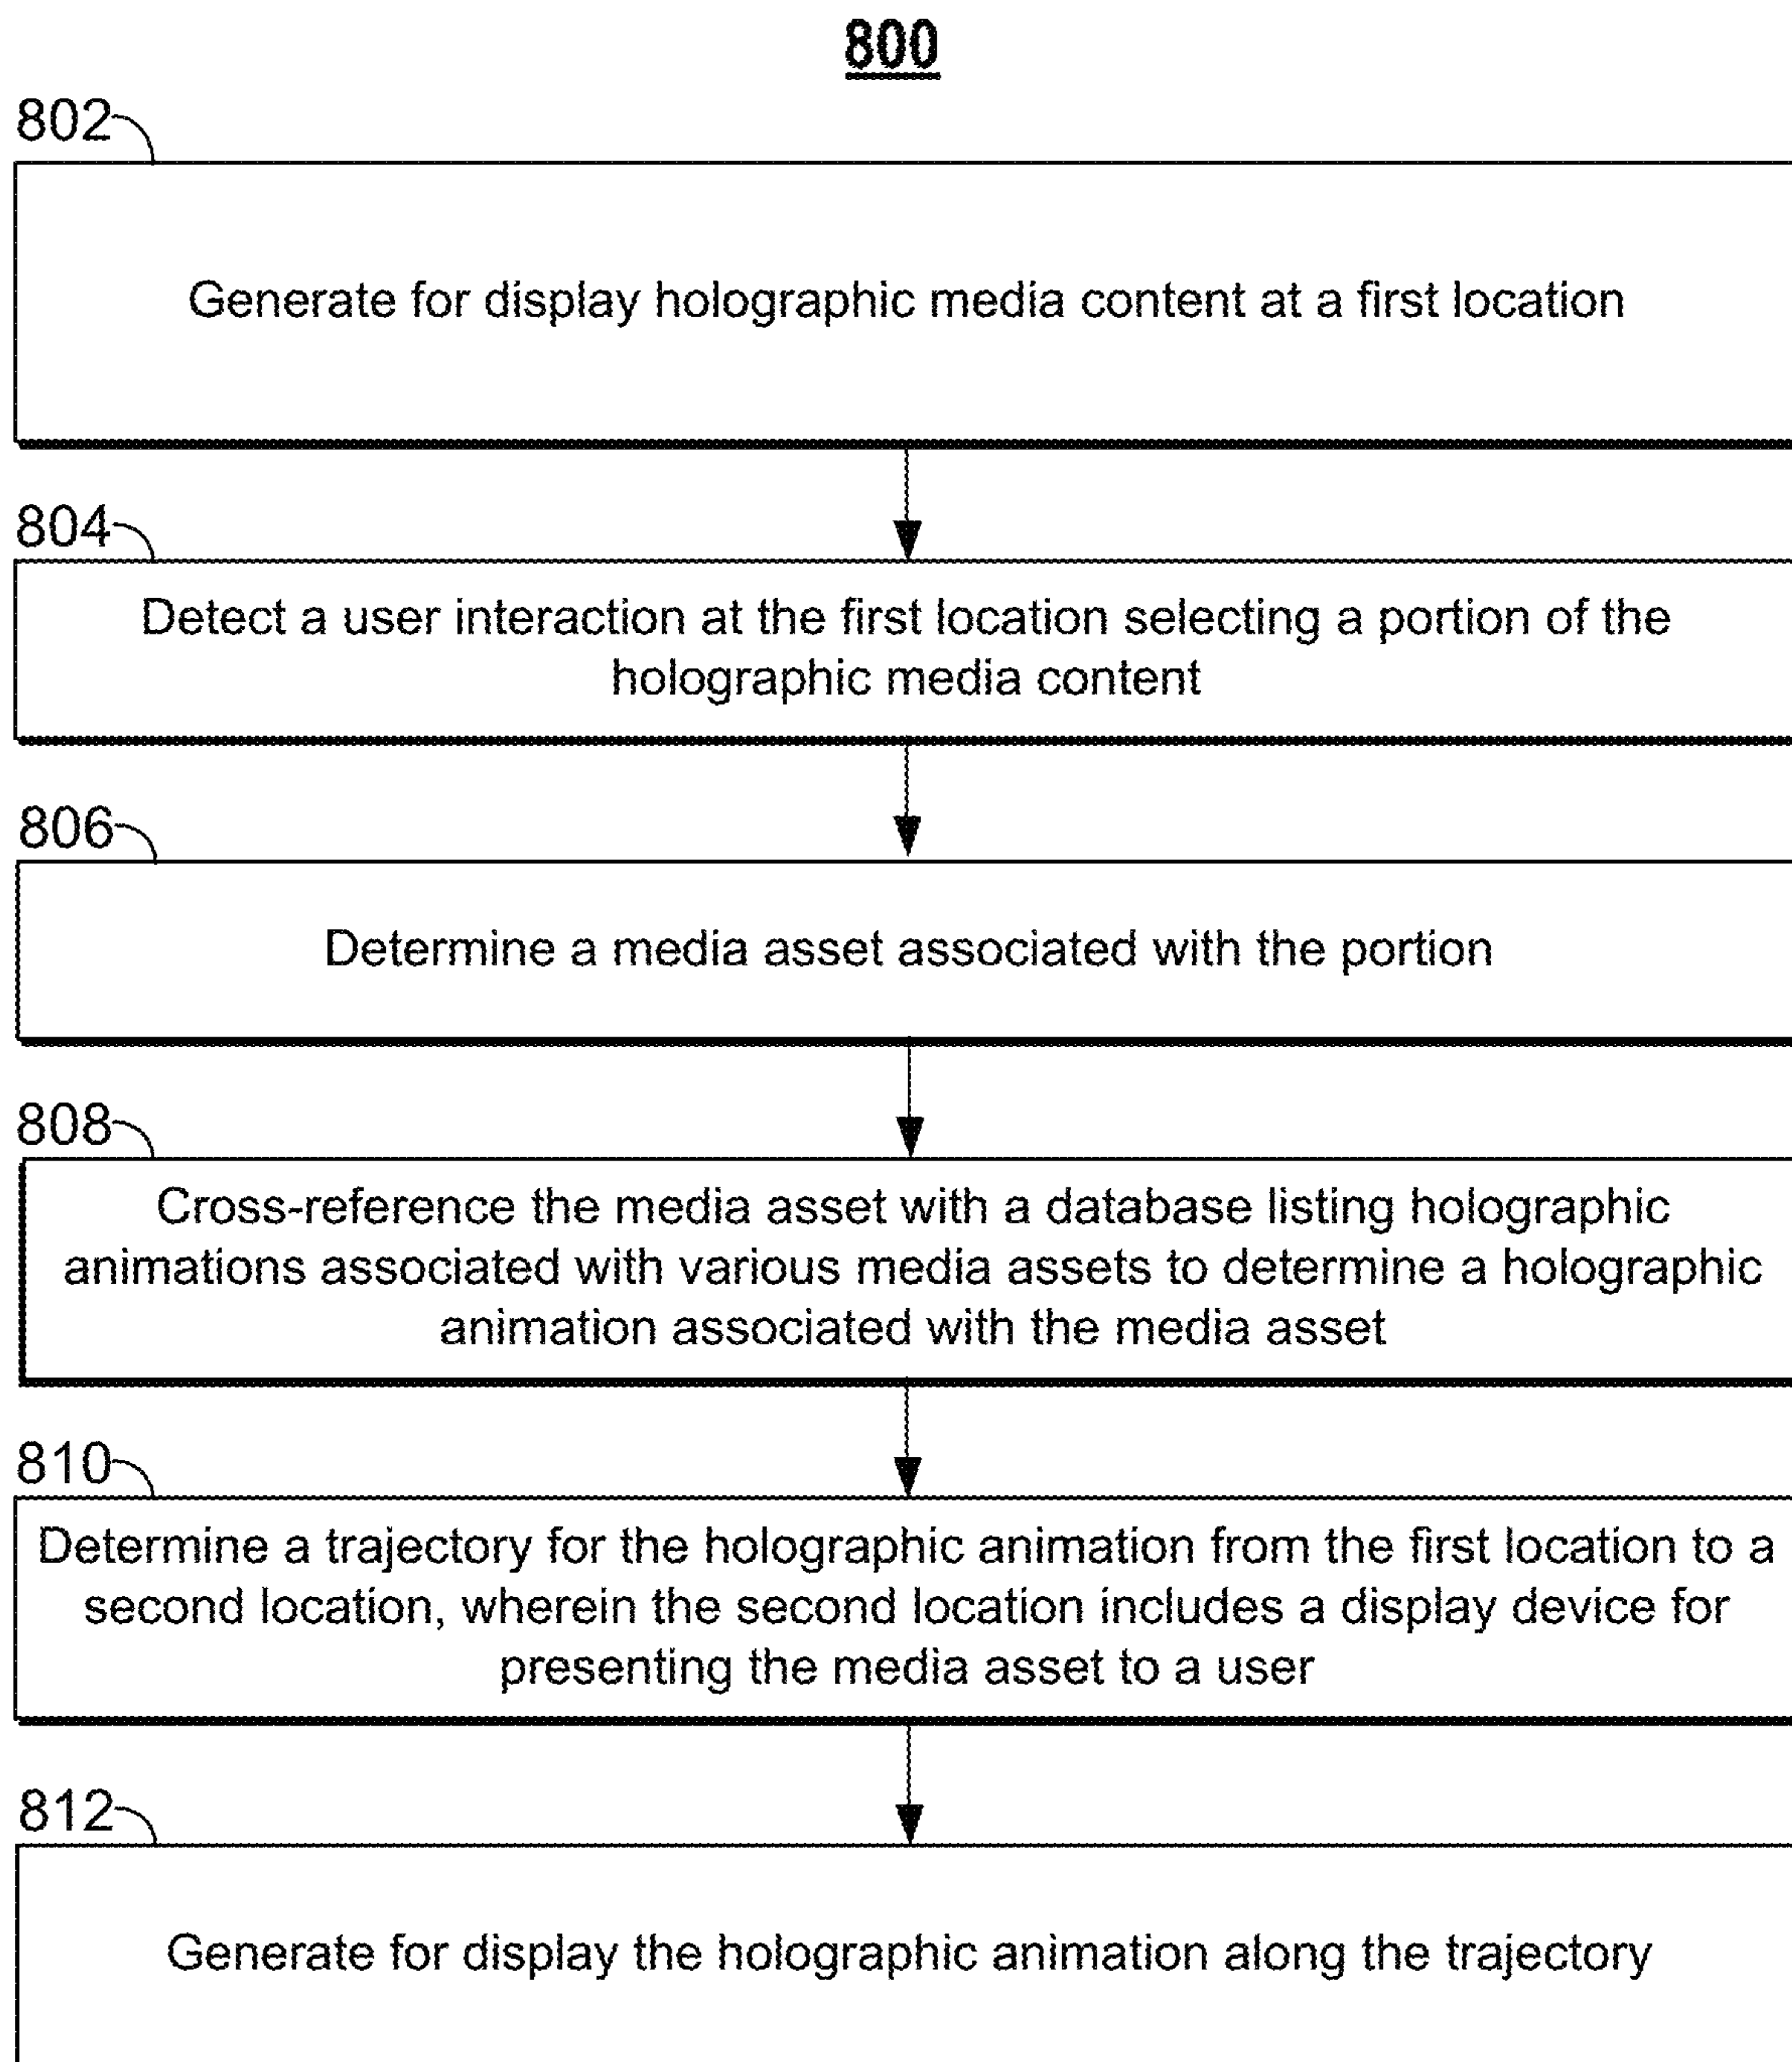 800
802
Generate for display holographic media content at a first location
804
Detect a user interaction at the first location selecting a portion of the
holographic media content
806
Determine a media asset associated with the portion
808
Cross-reference the media asset with a database listing holographic
animations associated with various media assets to determine a holographic
animation associated with the media asset
810
Determine a trajectory for the holographic animation from the first location to a
second location, wherein the second location includes a display device for
presenting the media asset to a user
812
Generate for display the holographic animation along the trajectory